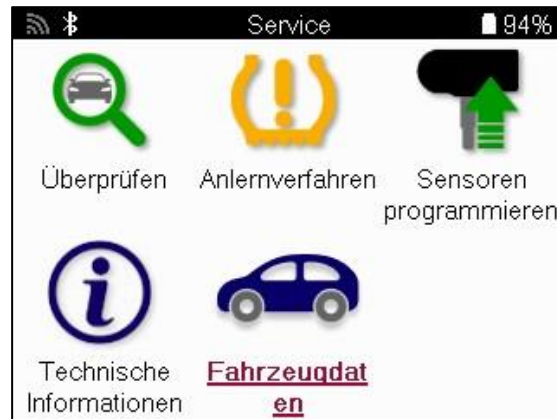 Service
94%
Überprüfen
Anlernverfahren
Sensoren
programmieren
Technische
Informationen
Fahrzeugdat
en